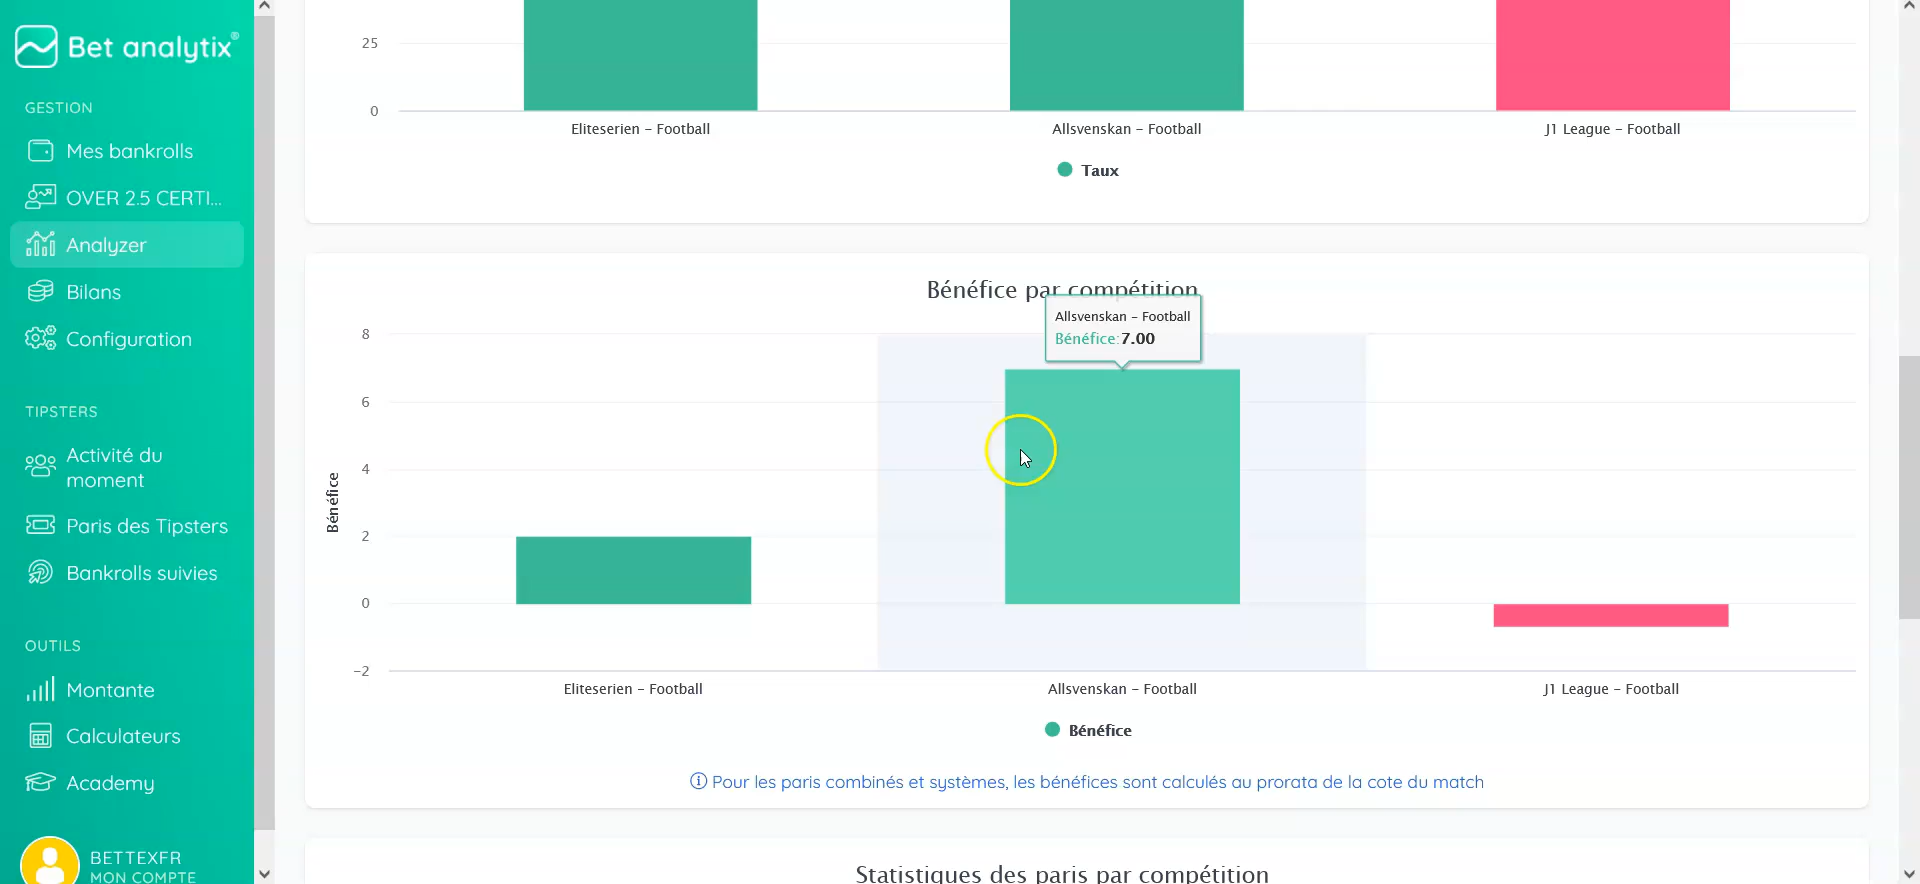 Bet analytix®
GESTION
Mes bankrolls
OVER 2.5 CERTI...
Analyzer
Bilans
Configuration
TIPSTERS
Activité du
moment
Paris des Tipsters
Bankrolls suivies
OUTILS
Montante
Calculateurs
Academy
BETTEXFR
MON COMPTE
25
0
Eliteserien - Football
Allsvenskan - Football
J1 League - Football
Taux
Bénéfice par compétition
Allsvenskan - Football
Bénéfice: 7.00
8
6
4
2
0
-2
Bénéfice
Eliteserien - Football
Allsvenskan - Football
J1 League - Football
Bénéfice
Pour les paris combinés et systèmes, les bénéfices sont calculés au prorata de la cote du match
Statistiques des paris par compétition